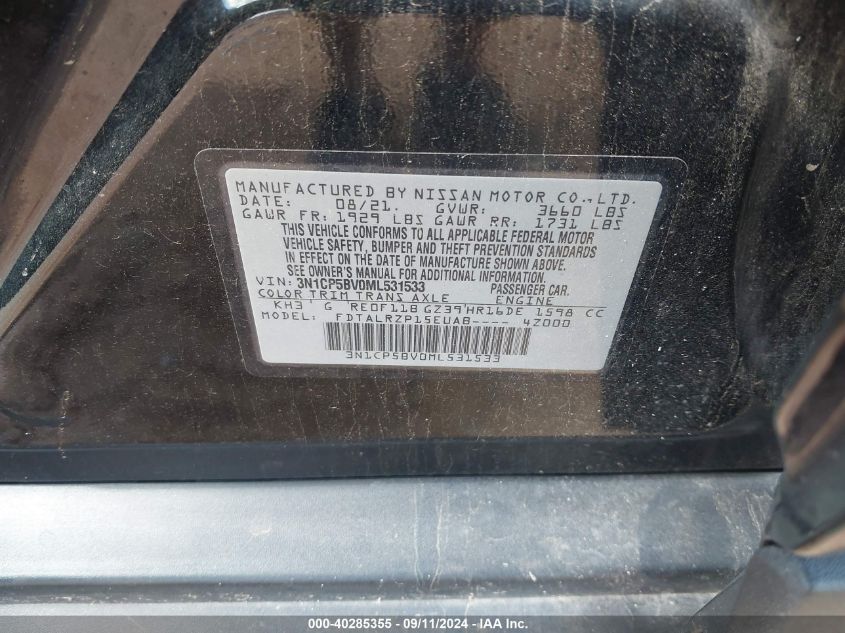 MANUFACTURED BY NISSAN MOTOR CO.,LTD.
DATE: 08/21. GVWR: 3660 LBS
GAWR FR: 1929 LBS GAWR RR: 1731 LBS
THIS VEHICLE CONFORMS TO ALL APPLICABLE FEDERAL MOTOR
VEHICLE SAFETY, BUMPER AND THEFT PREVENTION STANDARDS
IN EFFECT ON THE DATE OF MANUFACTURE SHOWN ABOVE.
SEE OWNER'S MANUAL FOR ADDITIONAL INFORMATION.
VIN: 3N1CP5BV0ML531533 PASSENGER CAR.
COLOR TRIM TRANS AXLE ENGINE
KH3 G RE0F11B GZ39 HR16DE 1598 CC
MODEL: FDTALRZP15EUAB---- 4Z000
3N1CP5BV0ML531533
000-40285355 - 09/11/2024 - IAA Inc.